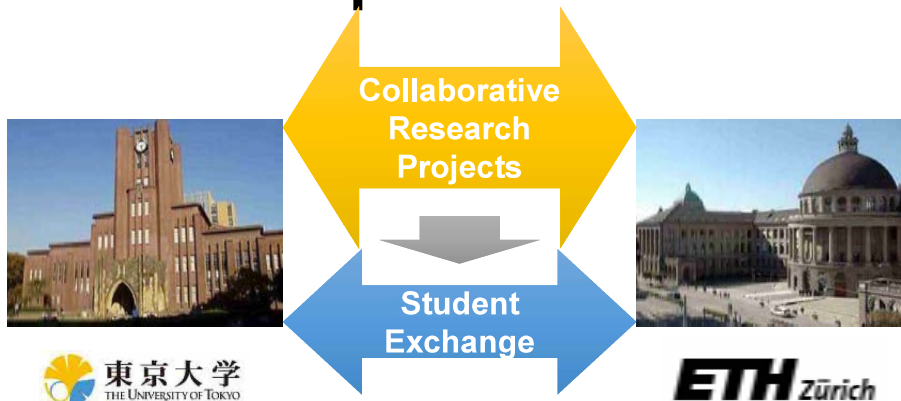 Collaborative
Research
Projects
Student
Exchange
東京大学
THE UNIVERSITY OF TOKYO
ETH Zürich